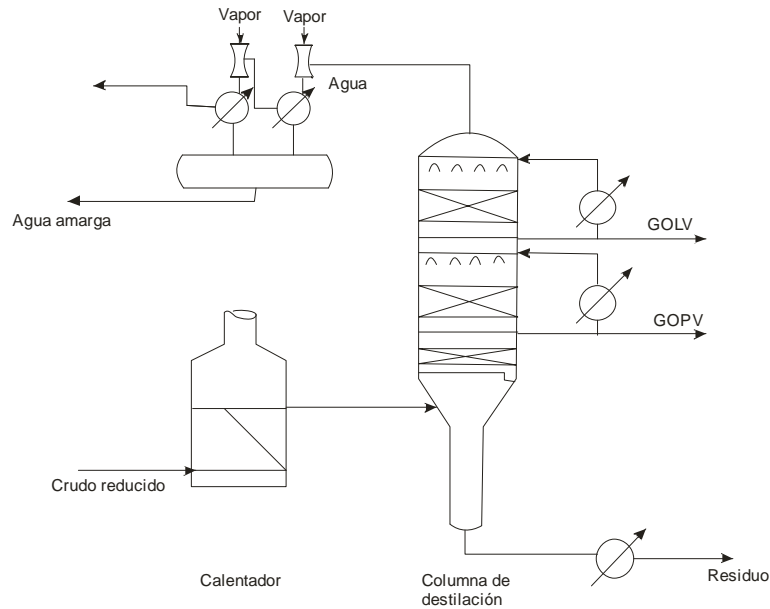 Vapor
Vapor
Agua
Agua amarga
GOLV
GOPV
Crudo reducido
Calentador
Columna de
destilación
Residuo